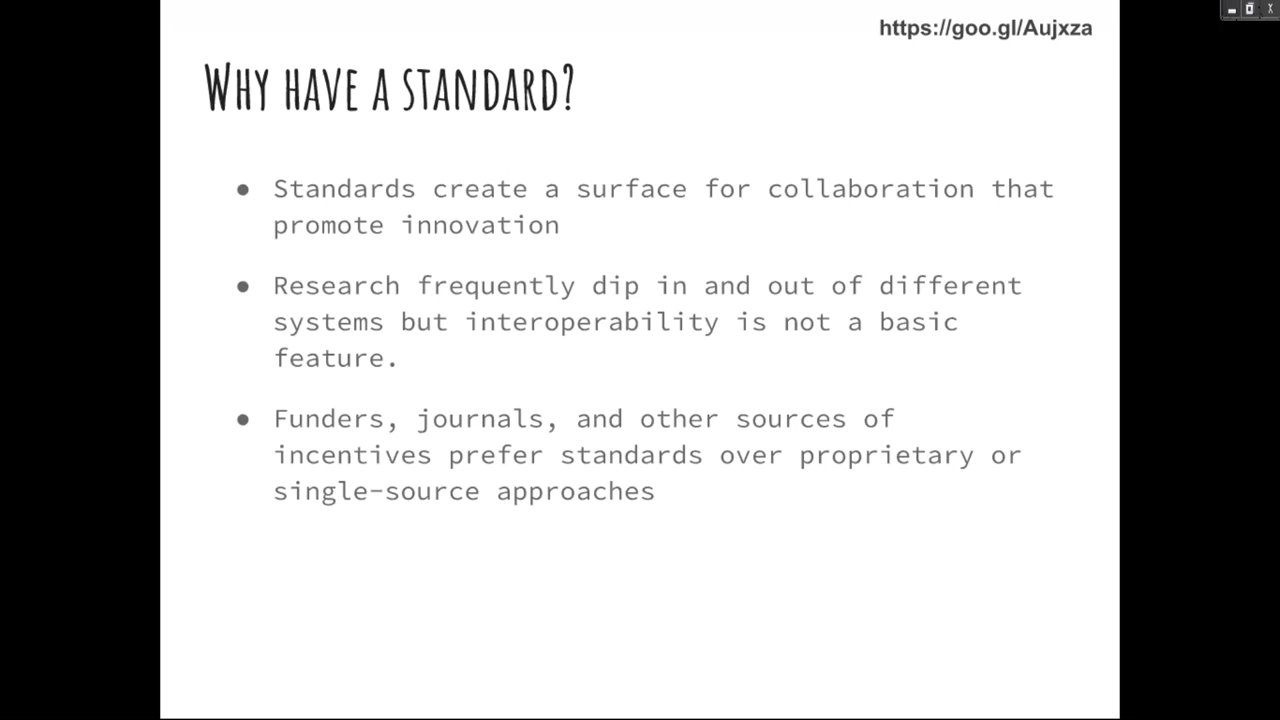 https://goo.gl/Aujxza
Why have a standard?
● Standards create a surface for collaboration that
promote innovation
● Research frequently dip in and out of different
systems but interoperability is not a basic
feature.
● Funders, journals, and other sources of
incentives prefer standards over proprietary or
single-source approaches